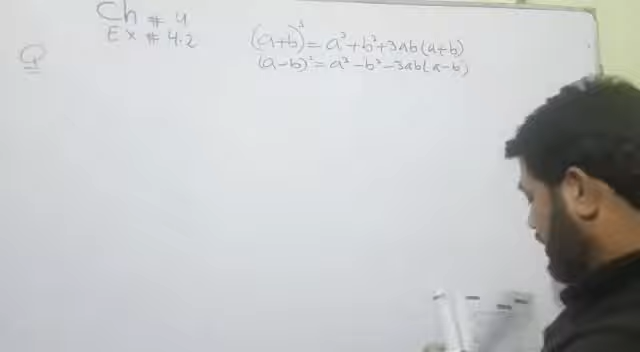 Ch # 4
Ex # 4.2
Q
(a+b)³ = a³ + b³ + 3ab(a+b)
(a-b)³ = a³ - b³ - 3ab(a-b)